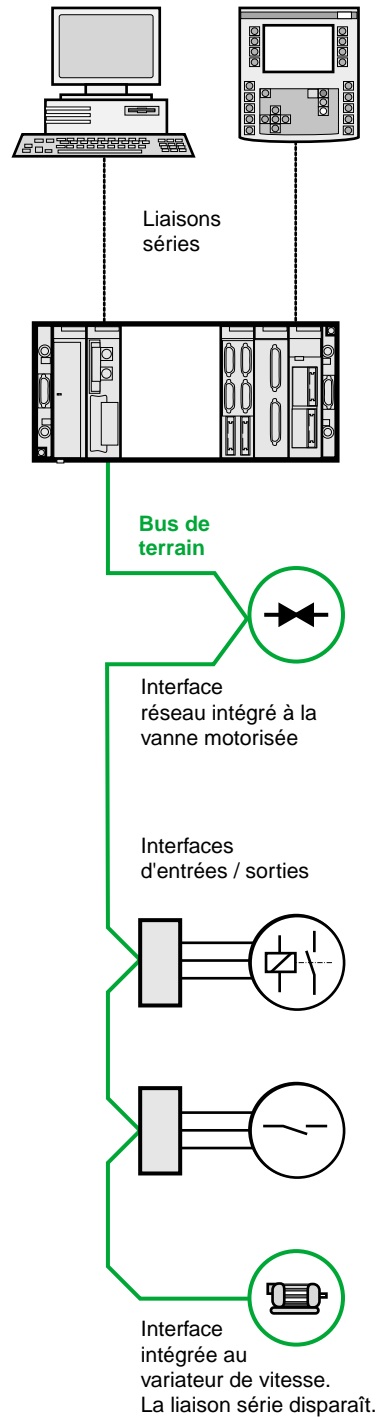 Liaisons
séries
Bus de
terrain
Interface
réseau intégré à la
vanne motorisée
Interfaces
d'entrées / sorties
Interface
intégrée au
variateur de vitesse.
La liaison série disparaît.